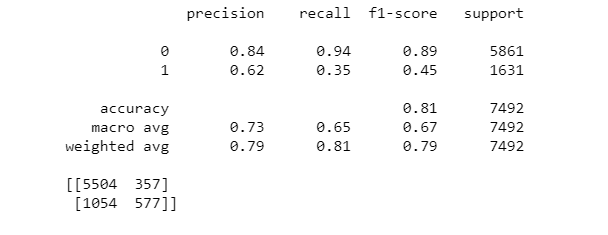 precision recall f1-score support
0 0.84 0.94 0.89 5861
1 0.62 0.35 0.45 1631
accuracy 0.81 7492
macro avg 0.73 0.65 0.67 7492
weighted avg 0.79 0.81 0.79 7492
[[5504 357]
[1054 577]]